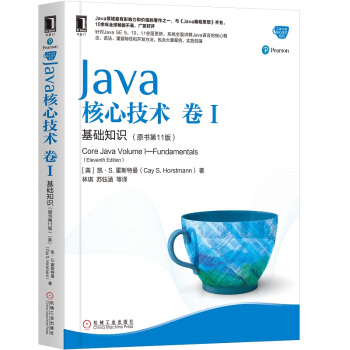 Java领域最有影响力和价值的著作之一，与《Java编程思想》齐名，
10余年全球畅销不衰，广受好评
针对Java SE 9、10、11全面更新，系统全面讲解Java语言的核心概
念、语法、重要特性和开发方法，包含大量案例，实践性强
Pearson
Java
核心技术 卷 I
基础知识（原书第11版）
Core Java Volume I—Fundamentals
(Eleventh Edition)
[美] 凯·S.霍斯特曼（Cay S. Horstmann）著
林琪 苏钰涵 等译
机械工业出版社
China Machine Press
Java核心技术 卷 I
基础知识
（原书第11版）
机械工业出版社